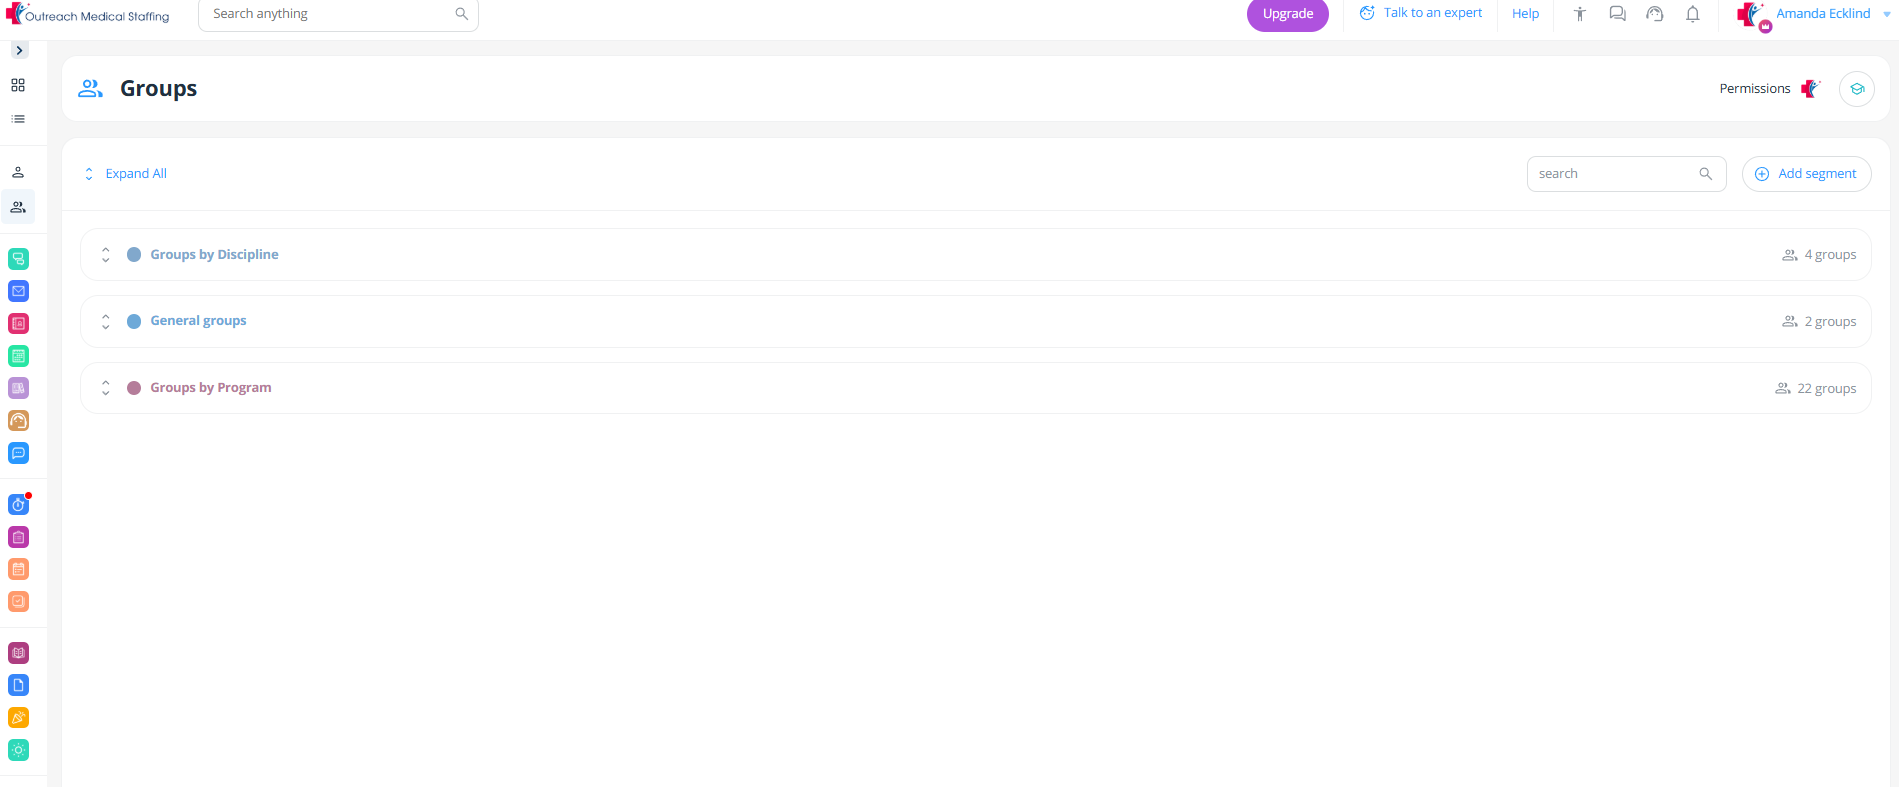 Outreach Medical Staffing
Search anything
Upgrade
Talk to an expert
Help
Amanda Ecklind
Groups
Permissions
Expand All
search
Add segment
Groups by Discipline
4 groups
General groups
2 groups
Groups by Program
22 groups